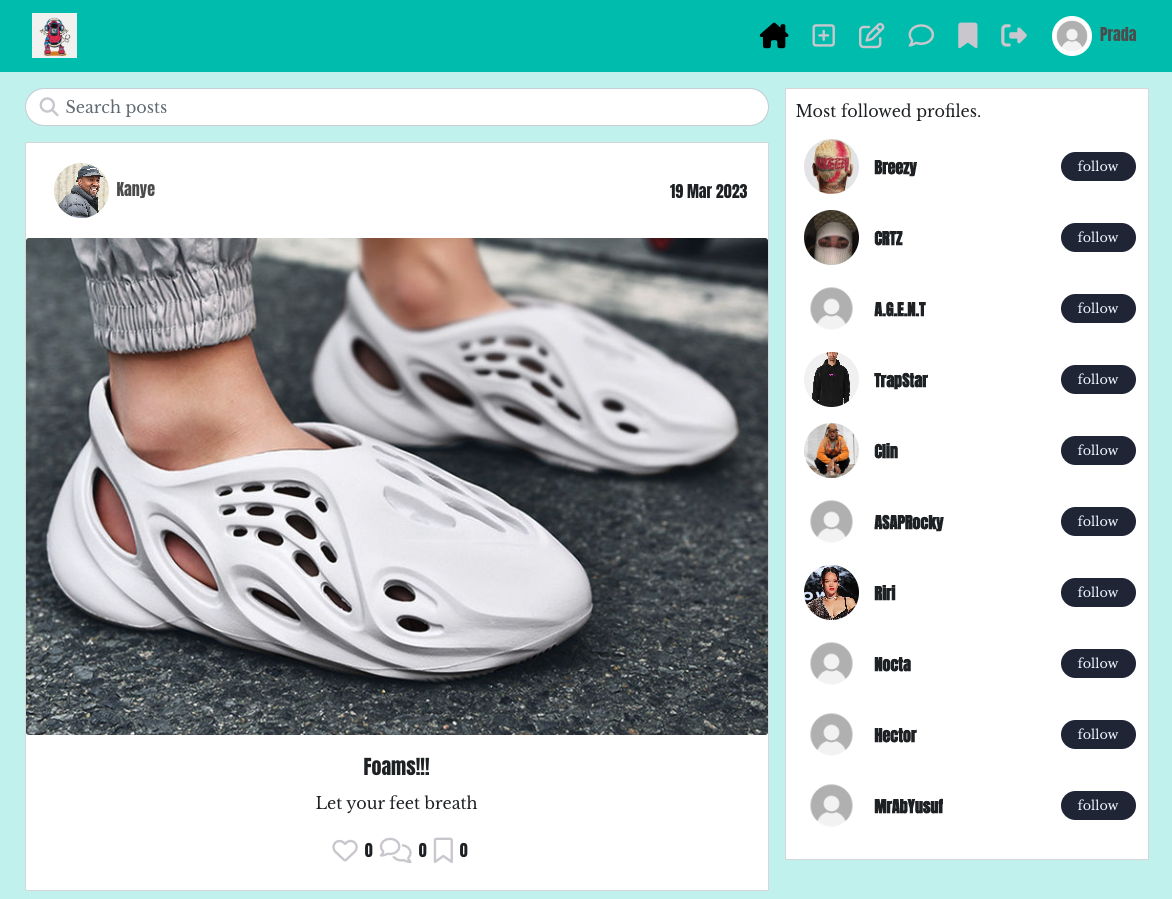 Prada
Search posts
Kanye
19 Mar 2023
Foams!!!
Let your feet breath
0 0 0
Most followed profiles.
Breezy follow
CRTZ follow
A.G.E.N.T follow
TrapStar follow
Clin follow
ASAPRocky follow
Riri follow
Nocta follow
Hector follow
MrAbYusuf follow